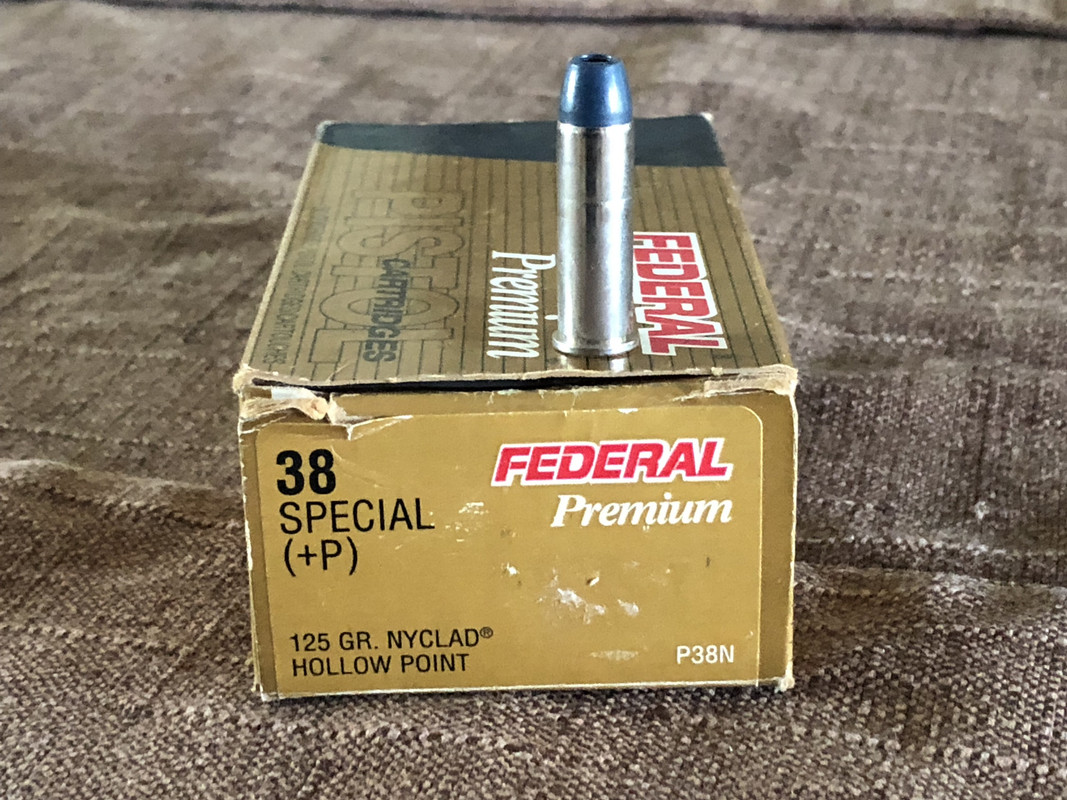 PISTOL
CARTRIDGES
Premium
FEDERAL
38
SPECIAL
(+P)
FEDERAL
Premium
125 GR. NYCLAD®
HOLLOW POINT
P38N